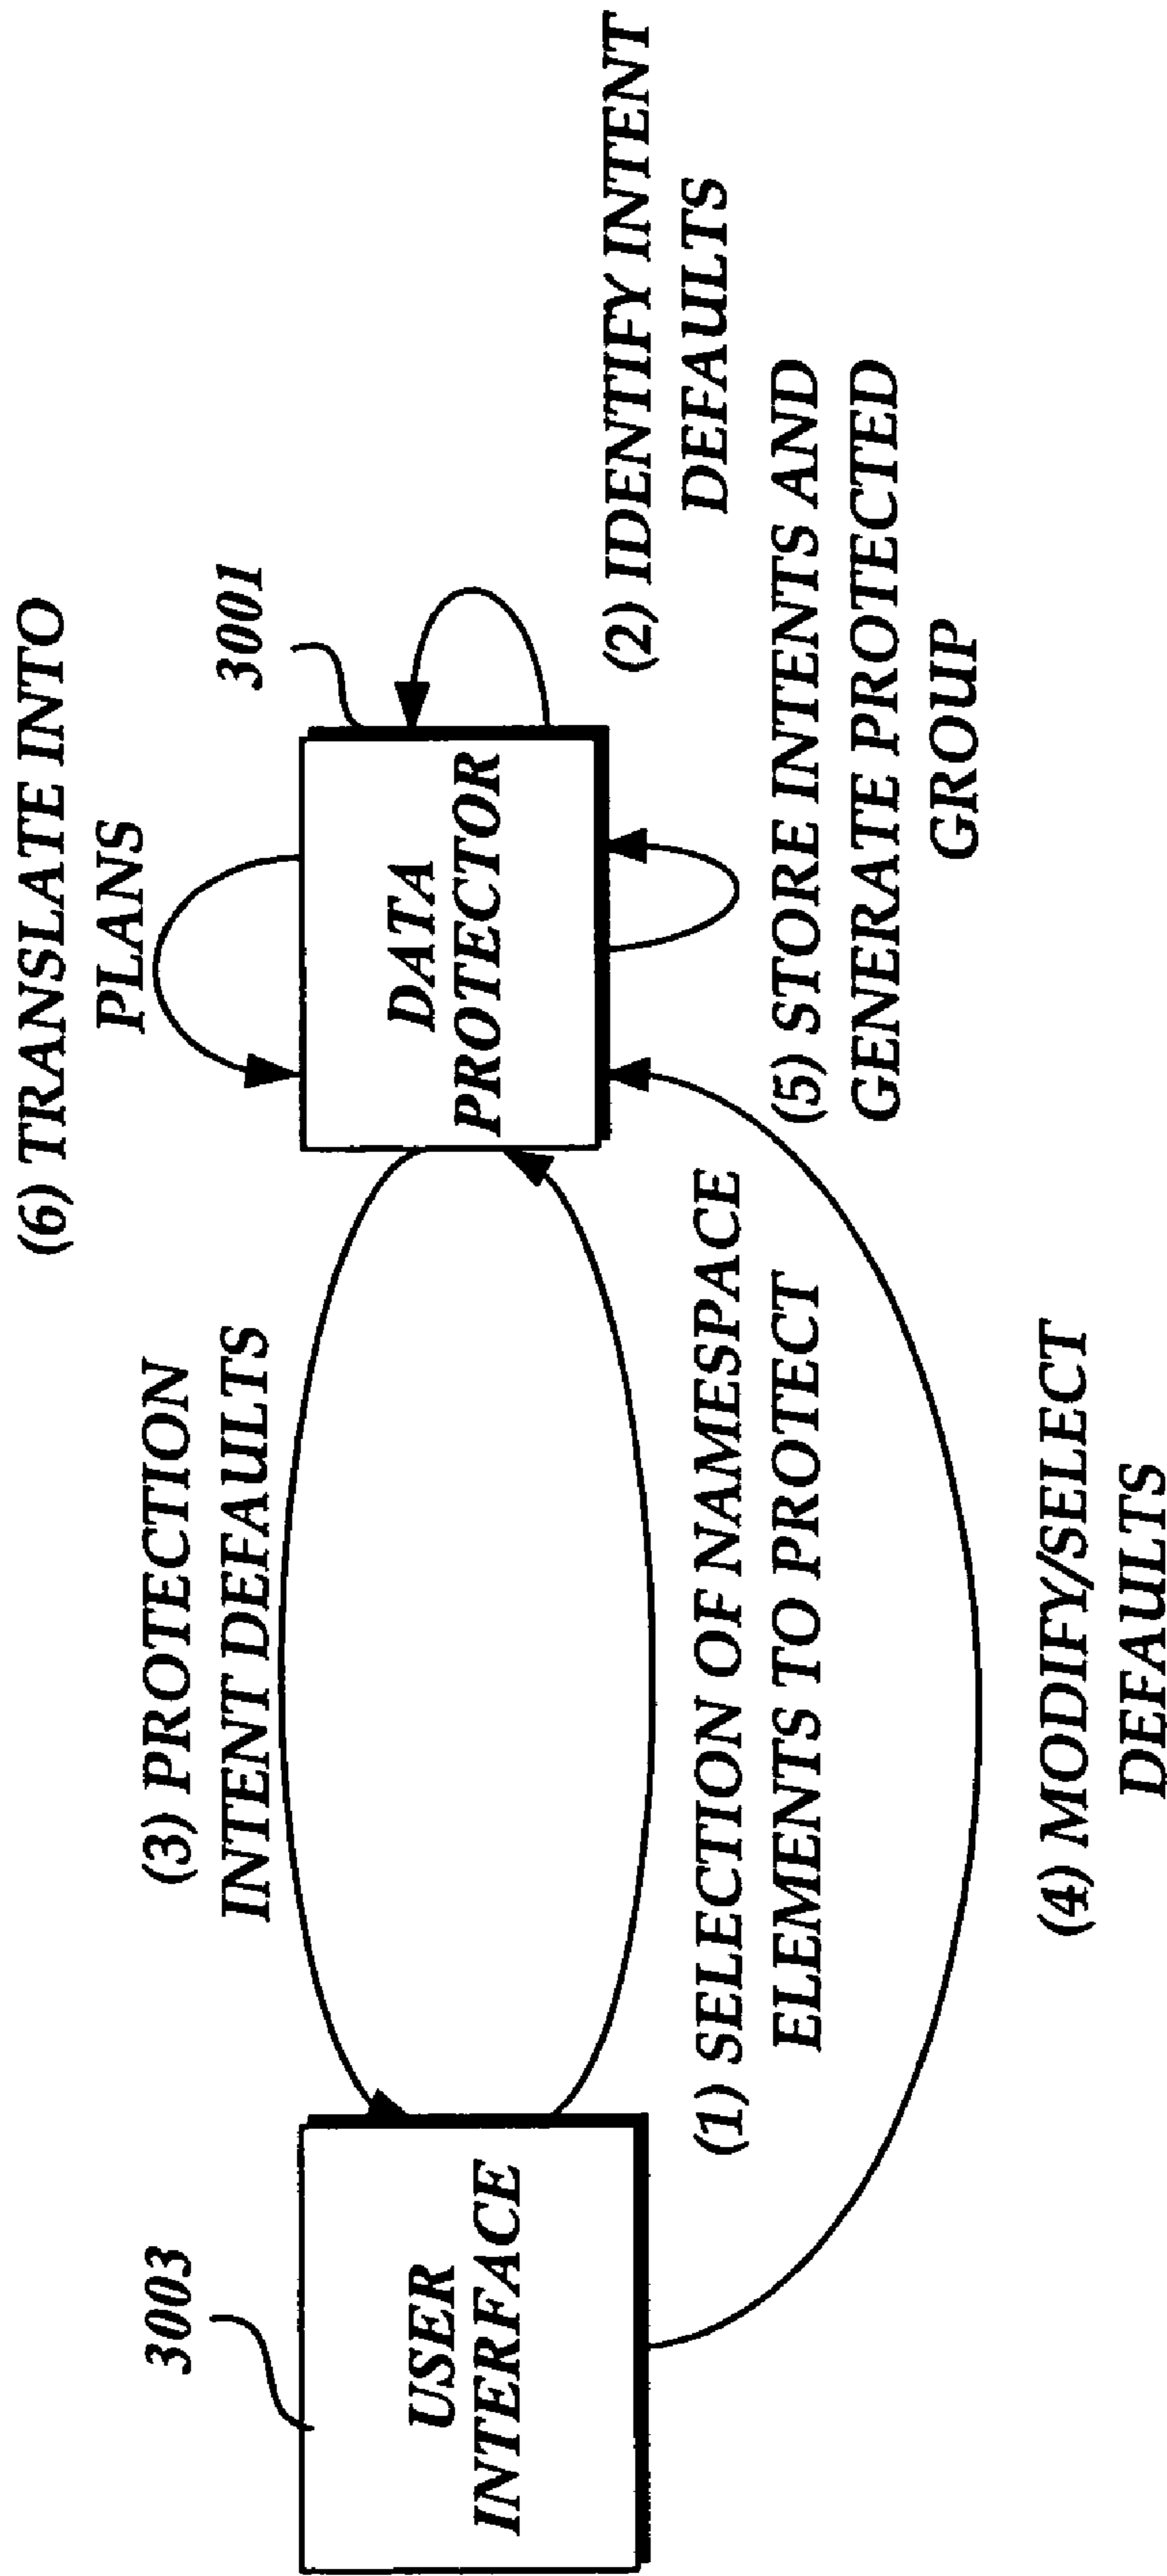 (6) TRANSLATE INTO
PLANS
3001
(3) PROTECTION
INTENT DEFAULTS
3003
USER
INTERFACE
DATA
PROTECTOR
(2) IDENTIFY INTENT
DEFAULTS
(1) SELECTION OF NAMESPACE
ELEMENTS TO PROTECT
(5) STORE INTENTS AND
GENERATE PROTECTED
GROUP
(4) MODIFY/SELECT
DEFAULTS